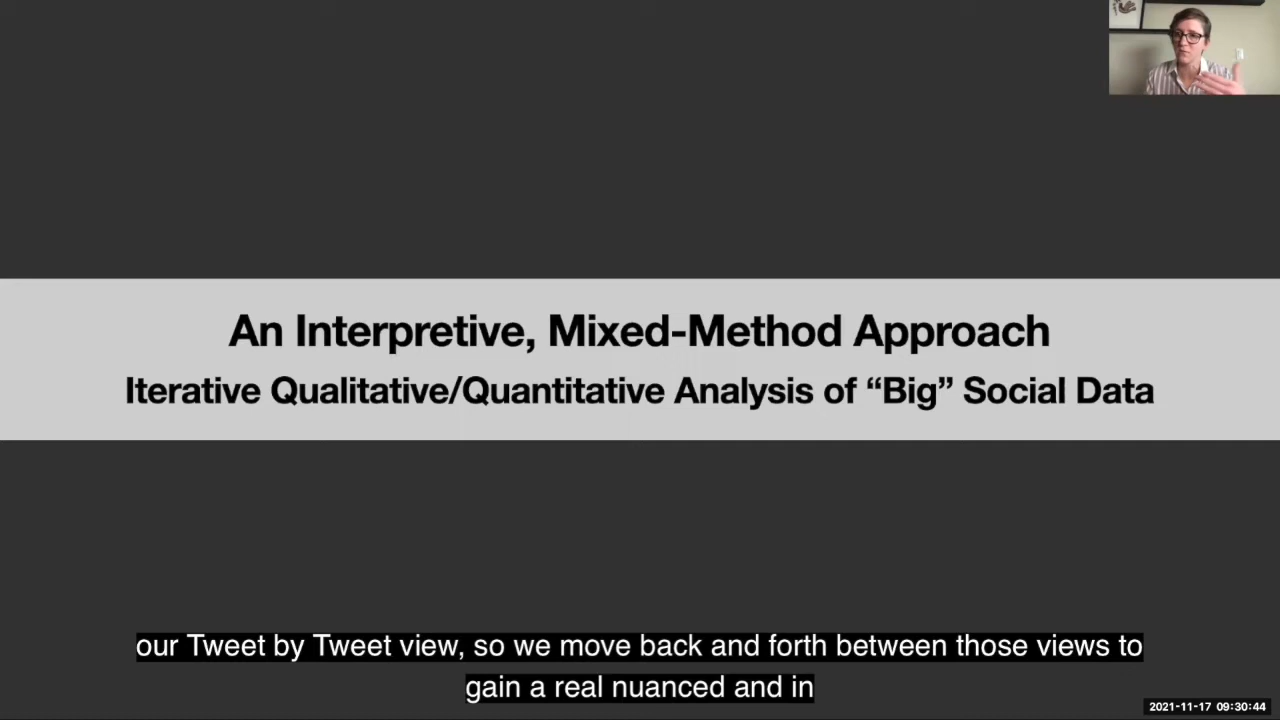 An Interpretive, Mixed-Method Approach
Iterative Qualitative/Quantitative Analysis of “Big” Social Data
our Tweet by Tweet view, so we move back and forth between those views to
gain a real nuanced and in
2021-11-17 09:30:44